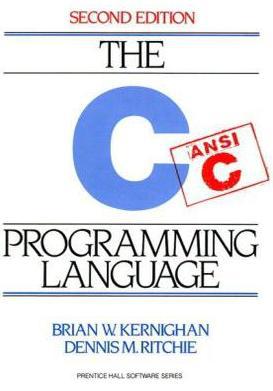 SECOND EDITION
THE
C
ANSI
C
PROGRAMMING
LANGUAGE
BRIAN W. KERNIGHAN
DENNIS M. RITCHIE
PRENTICE HALL SOFTWARE SERIES